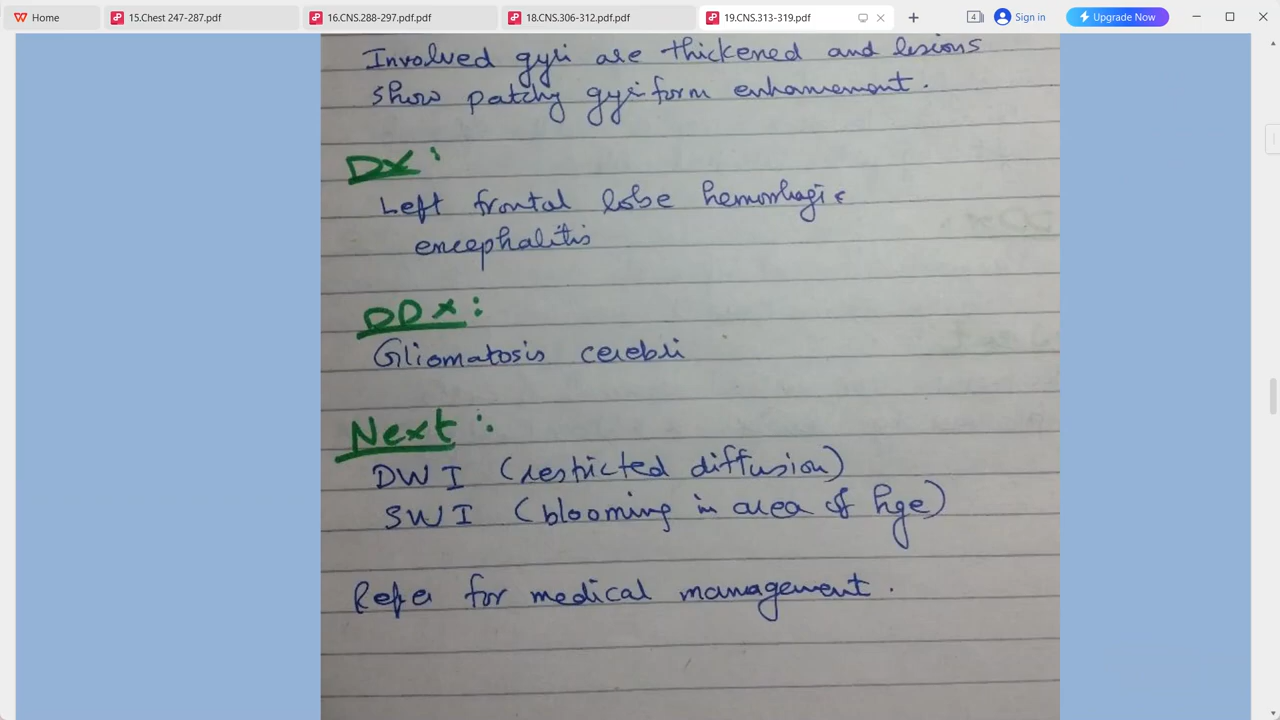 Home
15.Chest 247-287.pdf
16.CNS.288-297.pdf
18.CNS.306-312.pdf
19.CNS.313-319.pdf
4
Sign in
Upgrade Now
Involved gyri are thickened and lesions
show patchy gyriform enhancement.
DX:
Left frontal lobe hemorrhagic
encephalitis
DDX:
Gliomatosis cerebri
Next:
DWI (restricted diffusion)
SWI (blooming in area of hge)
Refer for medical management.